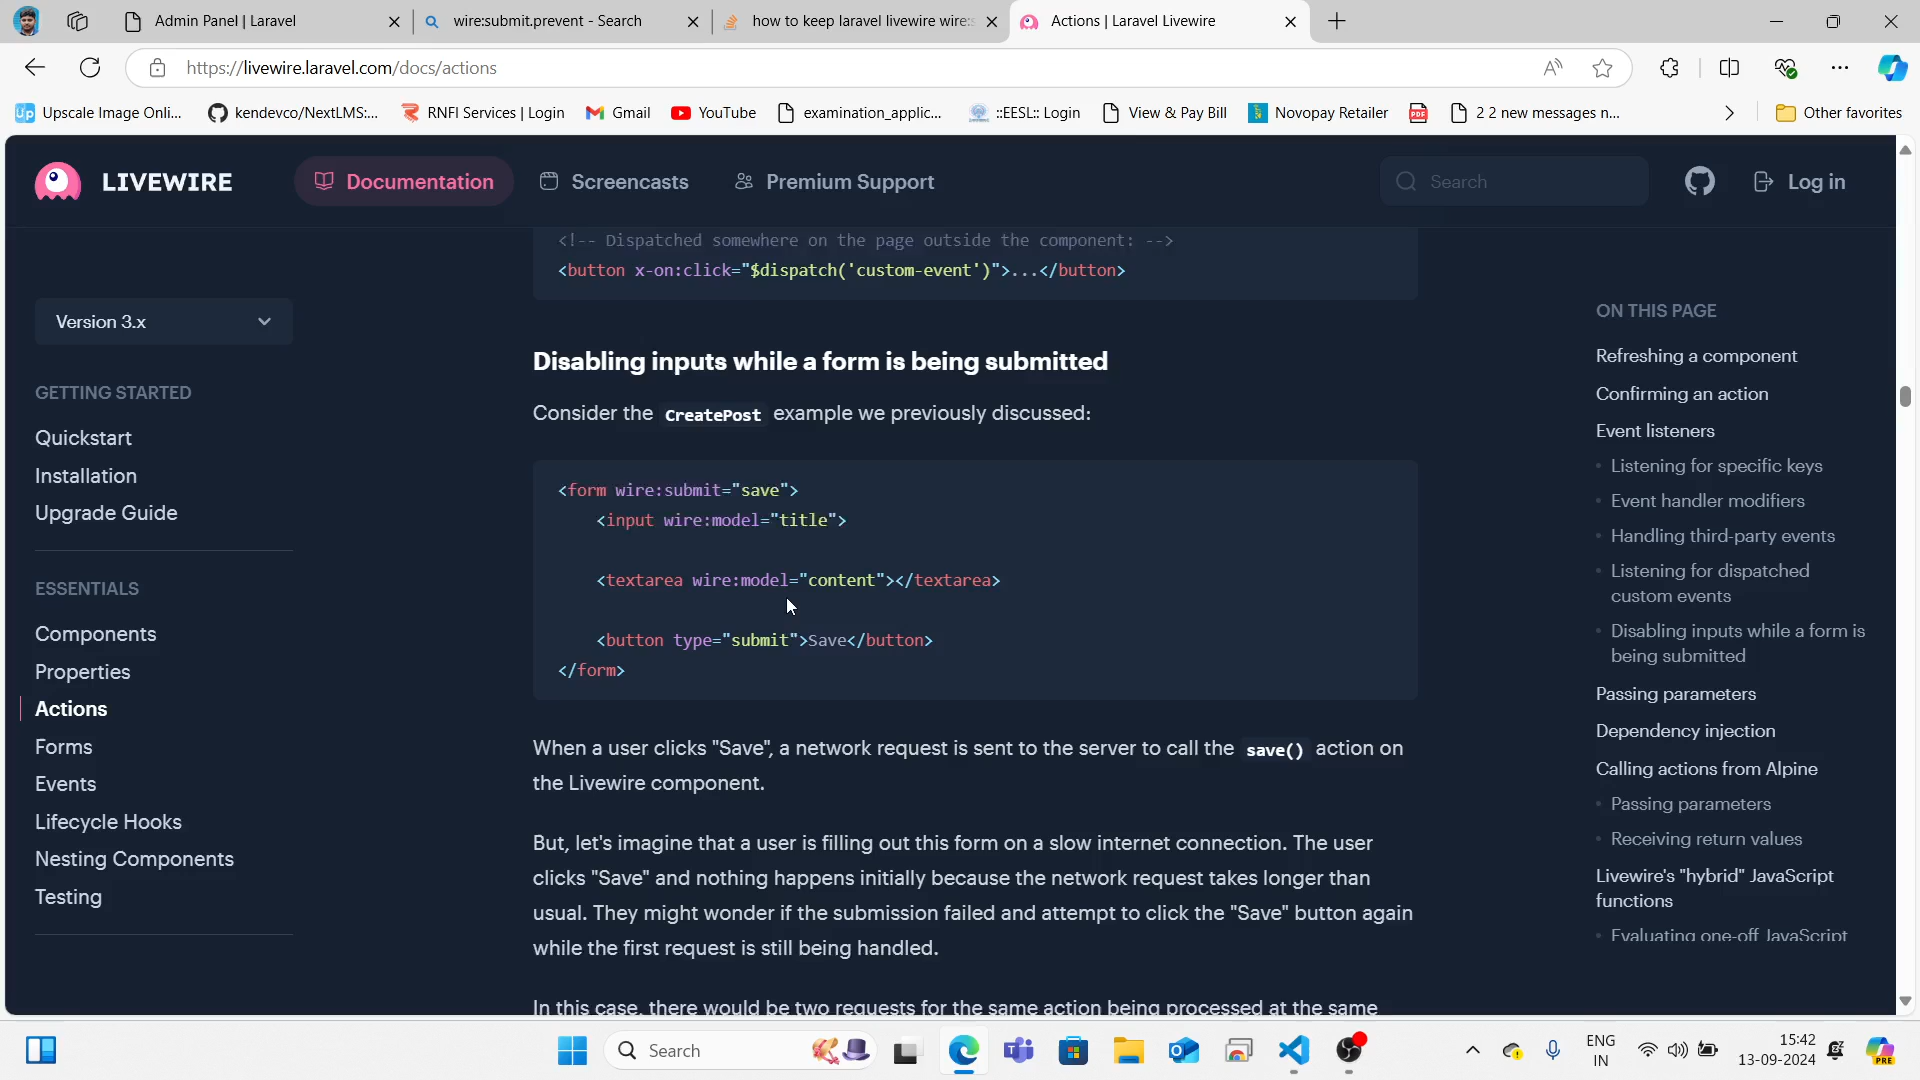 Admin Panel | Laravel
wire:submit.prevent - Search
how to keep laravel livewire wire:s
Actions | Laravel Livewire
https://livewire.laravel.com/docs/actions
Upscale Image Onli...
kendevco/NextLMS:...
RNFI Services | Login
Gmail
YouTube
examination_applic...
::EESL:: Login
View & Pay Bill
Novopay Retailer
PDF
2 2 new messages n...
Other favorites
LIVEWIRE
Documentation
Screencasts
Premium Support
Search
Log in
Version 3.x
GETTING STARTED
Quickstart
Installation
Upgrade Guide
ESSENTIALS
Components
Properties
Actions
Forms
Events
Lifecycle Hooks
Nesting Components
Testing
<!-- Dispatched somewhere on the page outside the component: -->
<button x-on:click="$dispatch('custom-event')">...</button>
Disabling inputs while a form is being submitted
Consider the CreatePost example we previously discussed:
<form wire:submit="save">
<input wire:model="title">
<textarea wire:model="content"></textarea>
<button type="submit">Save</button>
</form>
When a user clicks "Save", a network request is sent to the server to call the save() action on
the Livewire component.
But, let's imagine that a user is filling out this form on a slow internet connection. The user
clicks "Save" and nothing happens initially because the network request takes longer than
usual. They might wonder if the submission failed and attempt to click the "Save" button again
while the first request is still being handled.
In this case, there would be two requests for the same action being processed at the same
ON THIS PAGE
Refreshing a component
Confirming an action
Event listeners
Listening for specific keys
Event handler modifiers
Handling third-party events
Listening for dispatched
custom events
Disabling inputs while a form is
being submitted
Passing parameters
Dependency injection
Calling actions from Alpine
Passing parameters
Receiving return values
Livewire's "hybrid" JavaScript
functions
Evaluating one-off JavaScript
Search
ENG
IN
15:42
13-09-2024
PRE